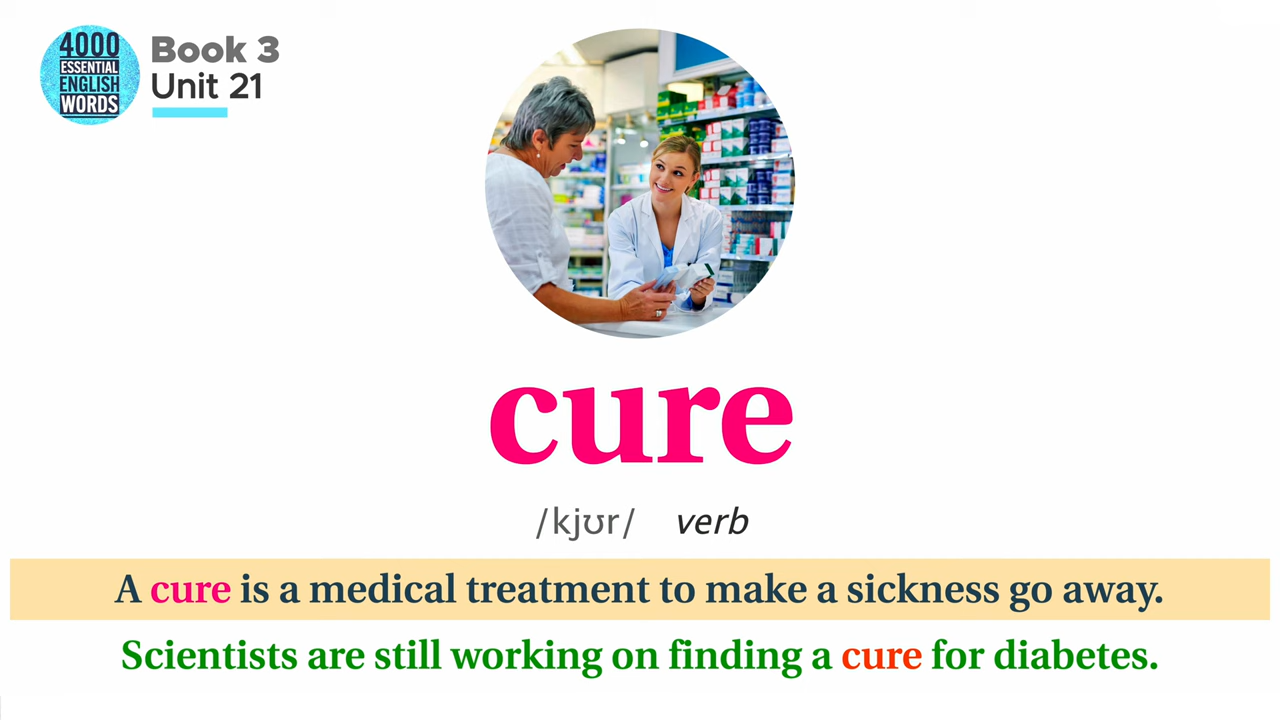 4000
ESSENTIAL
ENGLISH
WORDS
Book 3
Unit 21
cure
/kjʊr/ verb
A cure is a medical treatment to make a sickness go away.
Scientists are still working on finding a cure for diabetes.